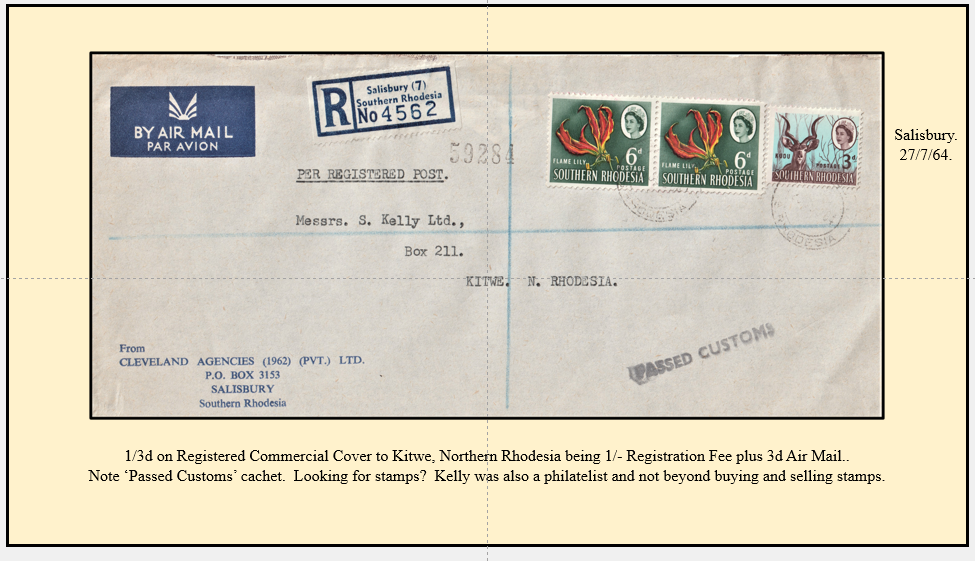 BY AIR MAIL
PAR AVION
R
Salisbury (7)
Southern Rhodesia
No 4562
59284
PER REGISTERED POST.
Messrs. S. Kelly Ltd.,
Box 211.
KITWE. N. RHODESIA.
FLAME LILY
6d
POSTAGE
SOUTHERN RHODESIA
FLAME LILY
6d
POSTAGE
SOUTHERN RHODESIA
KUDU
POSTAGE
3d
SOUTHERN RHODESIA
RHODESIA
Salisbury.
27/7/64.
PASSED CUSTOMS
From
CLEVELAND AGENCIES (1962) (PVT.) LTD.
P.O. BOX 3153
SALISBURY
Southern Rhodesia
1/3d on Registered Commercial Cover to Kitwe, Northern Rhodesia being 1/- Registration Fee plus 3d Air Mail..
Note ‘Passed Customs’ cachet.  Looking for stamps?  Kelly was also a philatelist and not beyond buying and selling stamps.